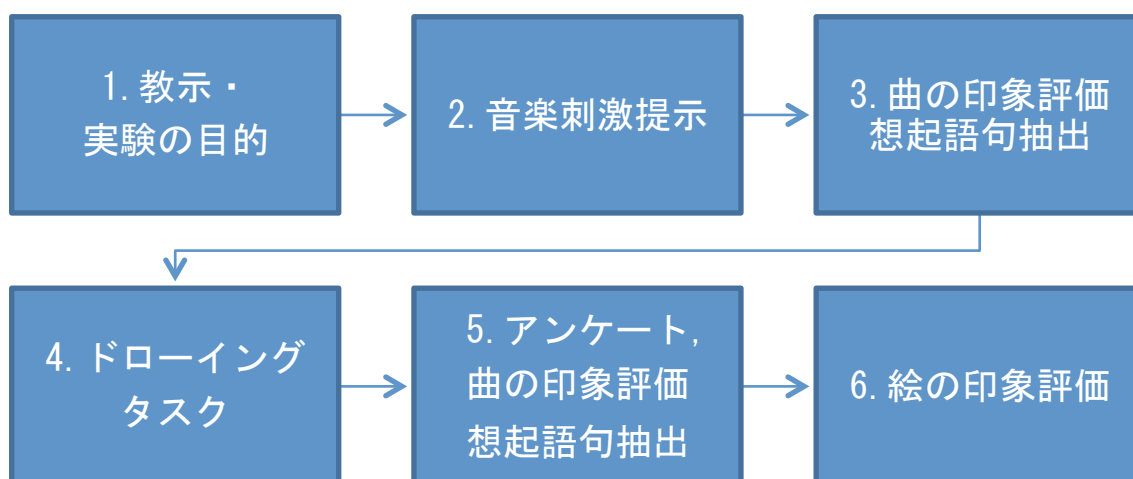 1. 教示・
実験の目的
2. 音楽刺激提示
3. 曲の印象評価
想起語句抽出
4. ドローイング
タスク
5. アンケート,
曲の印象評価
想起語句抽出
6. 絵の印象評価